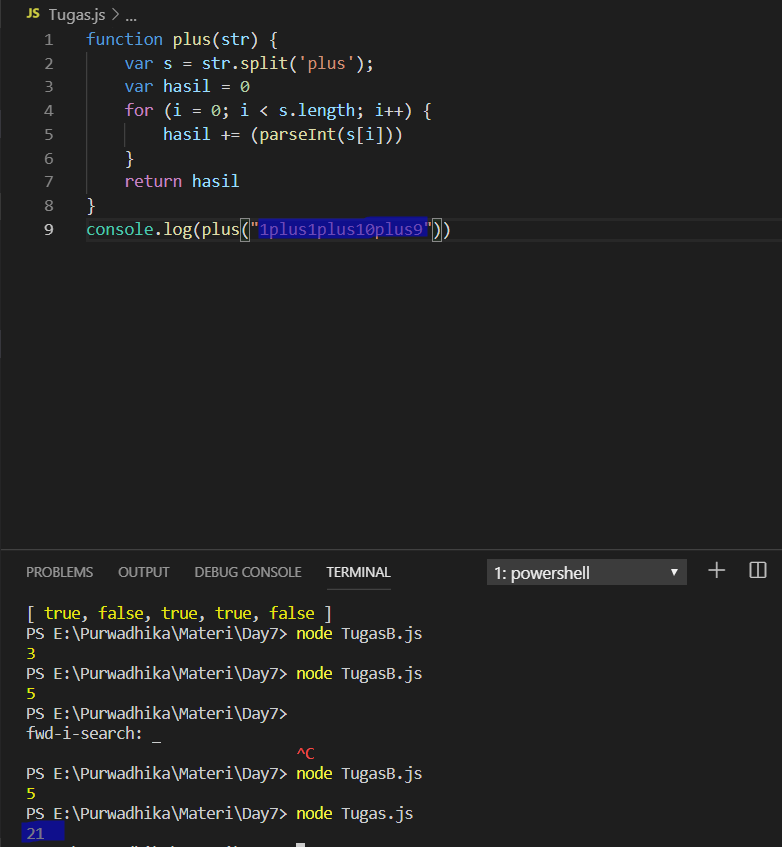 JS Tugas.js > ...
1 function plus(str) {
2     var s = str.split('plus');
3     var hasil = 0
4     for (i = 0; i < s.length; i++) {
5         hasil += (parseInt(s[i]))
6     }
7     return hasil
8 }
9 console.log(plus("1plus1plus10plus9"))
PROBLEMS OUTPUT DEBUG CONSOLE TERMINAL 1: powershell
[ true, false, true, true, false ]
PS E:\Purwadhika\Materi\Day7> node TugasB.js
3
PS E:\Purwadhika\Materi\Day7> node TugasB.js
5
PS E:\Purwadhika\Materi\Day7>
fwd-i-search: _
^C
PS E:\Purwadhika\Materi\Day7> node TugasB.js
5
PS E:\Purwadhika\Materi\Day7> node Tugas.js
21